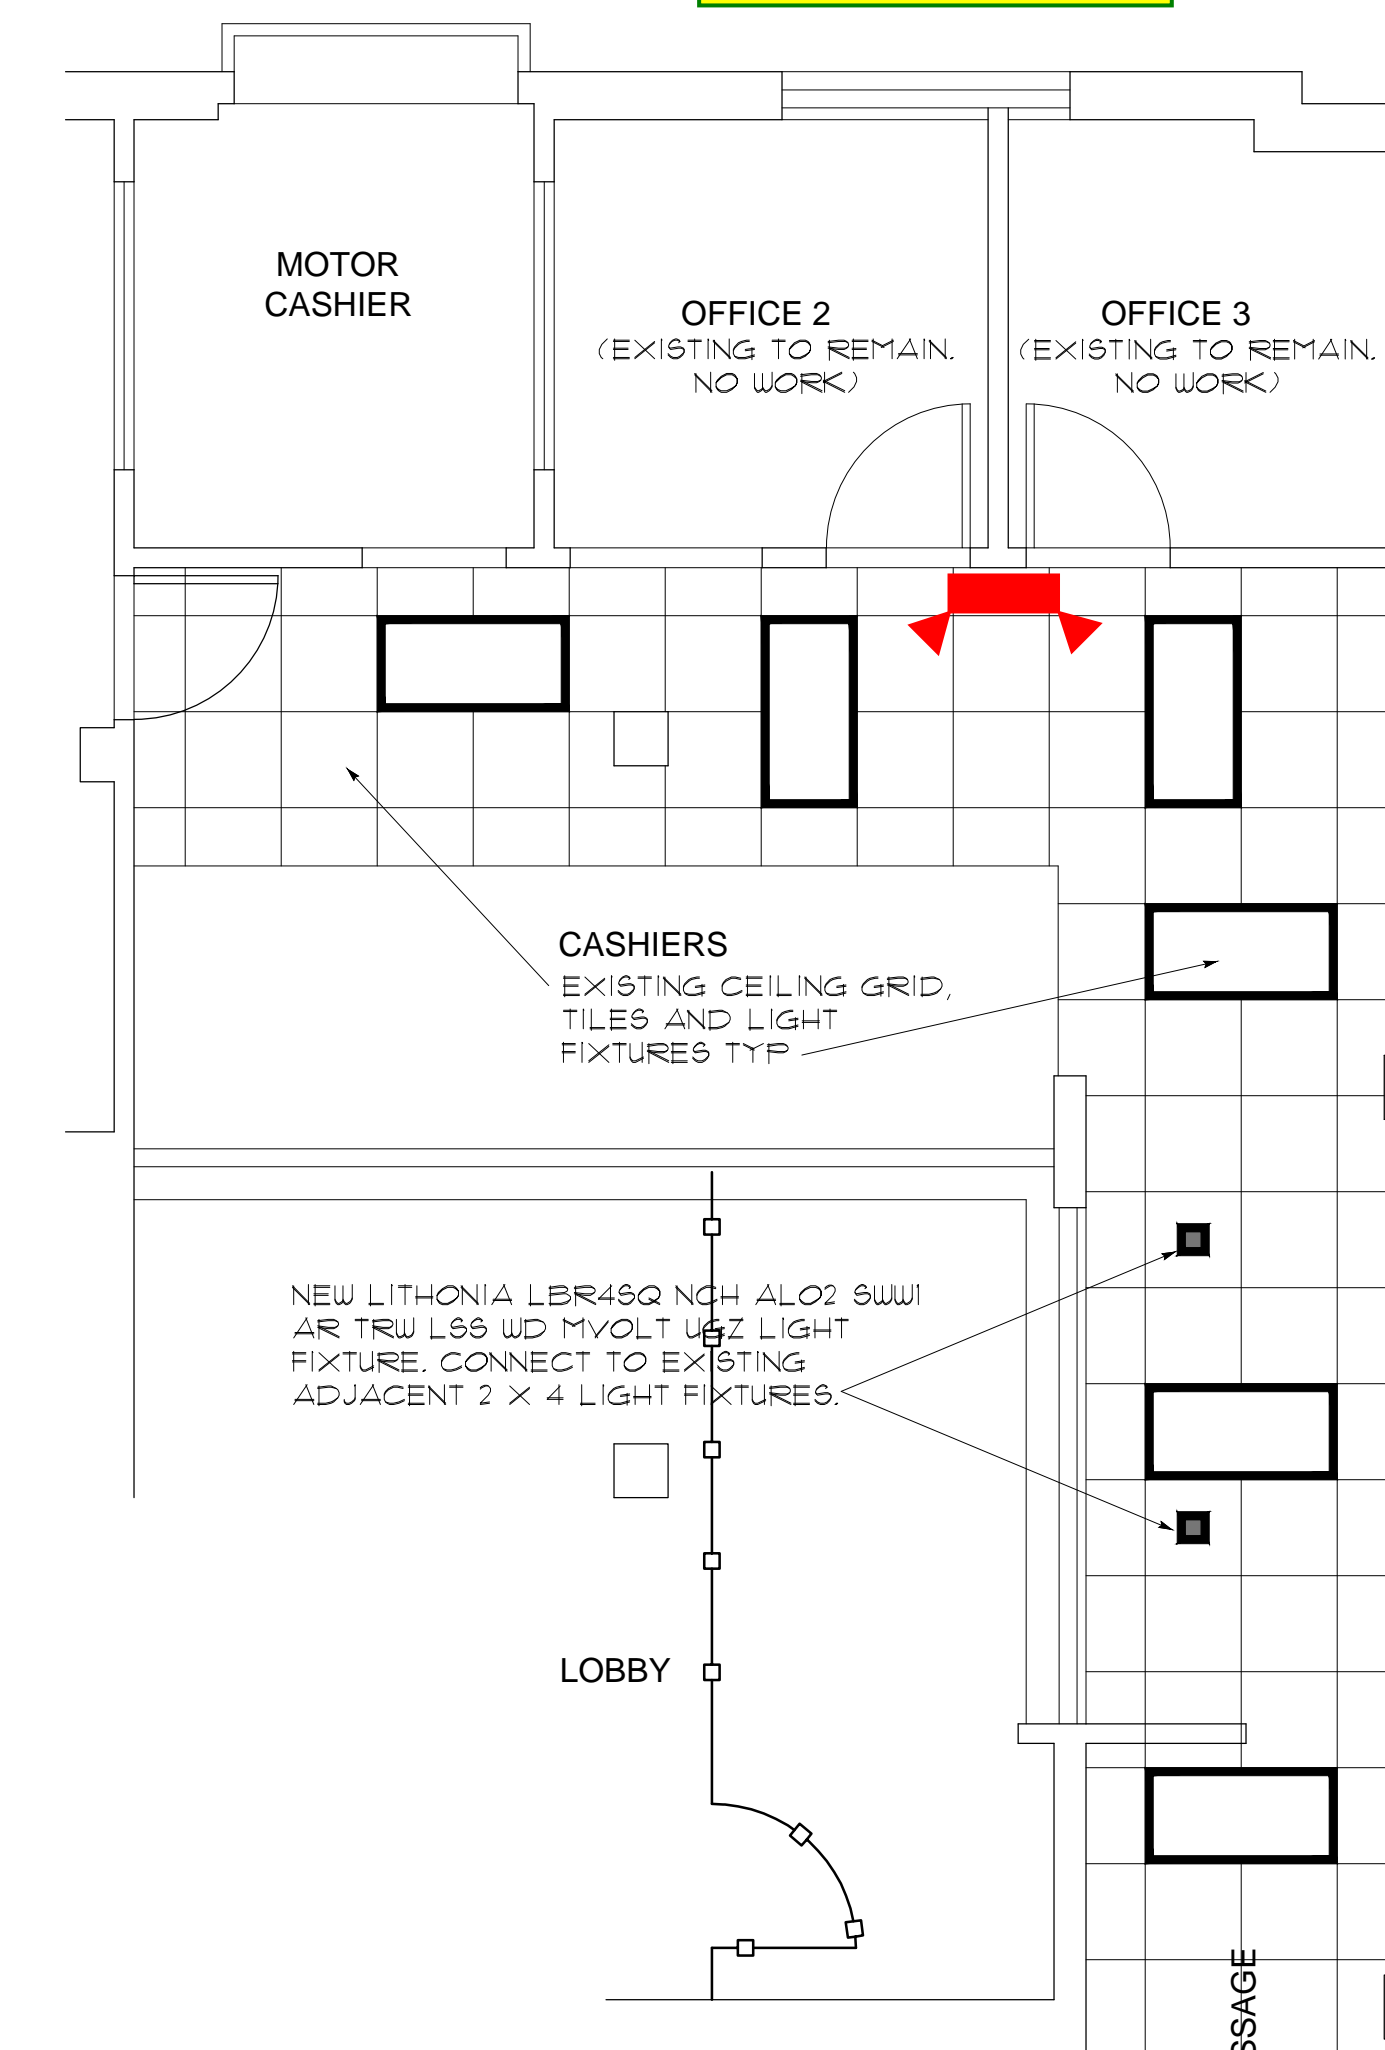 MOTOR
CASHIER
OFFICE 2
(EXISTING TO REMAIN.
NO WORK)
OFFICE 3
(EXISTING TO REMAIN.
NO WORK)
CASHIERS
EXISTING CEILING GRID,
TILES AND LIGHT
FIXTURES TYP
NEW LITHONIA LBR4SQ NCH ALO2 SWW1
AR TRW LSS WD MVOLT UGZ LIGHT
FIXTURE. CONNECT TO EXISTING
ADJACENT 2 X 4 LIGHT FIXTURES.
LOBBY
SSAGE